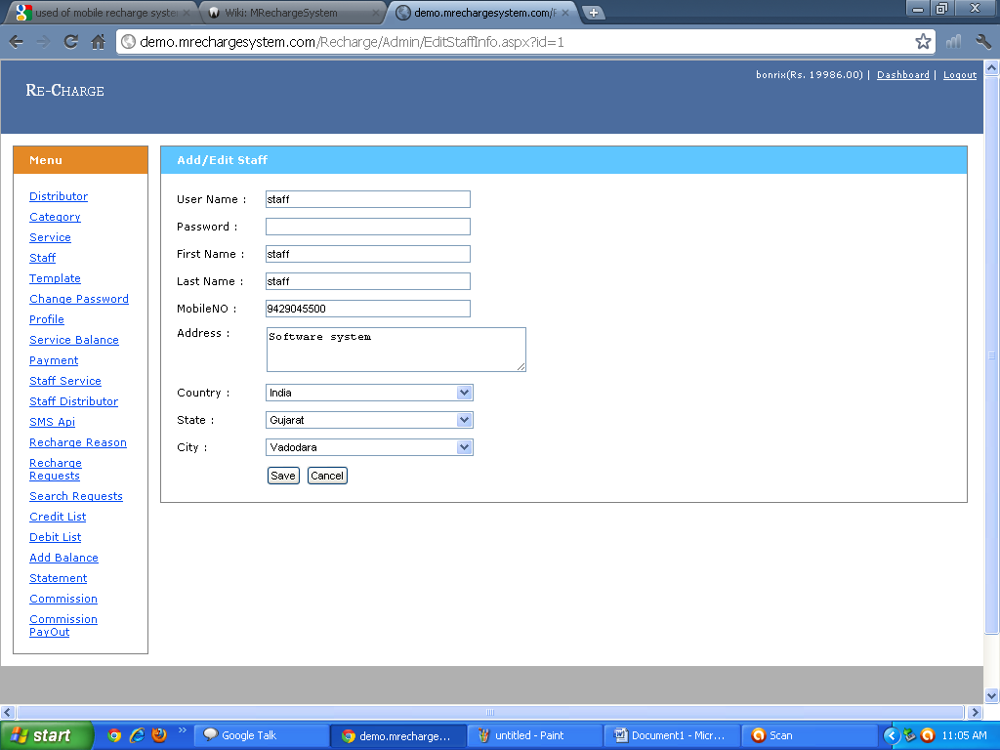 used of mobile recharge syste
Wiki: MRechargeSystem
demo.mrechargesystem.com/F
demo.mrechargesystem.com/Recharge/Admin/EditStaffInfo.aspx?id=1
bonrix(Rs. 19986.00) | Dashboard | Logout
RE-CHARGE
Menu
Distributor
Category
Service
Staff
Template
Change Password
Profile
Service Balance
Payment
Staff Service
Staff Distributor
SMS Api
Recharge Reason
Recharge
Requests
Search Requests
Credit List
Debit List
Add Balance
Statement
Commission
Commission
PayOut
Add/Edit Staff
User Name : staff
Password :
First Name : staff
Last Name : staff
MobileNO : 9429045500
Address : Software system
Country : India
State : Gujarat
City : Vadodara
Save Cancel
start
Google Talk
demo.mrecharge...
untitled - Paint
Document1 - Micr...
Scan
11:05 AM